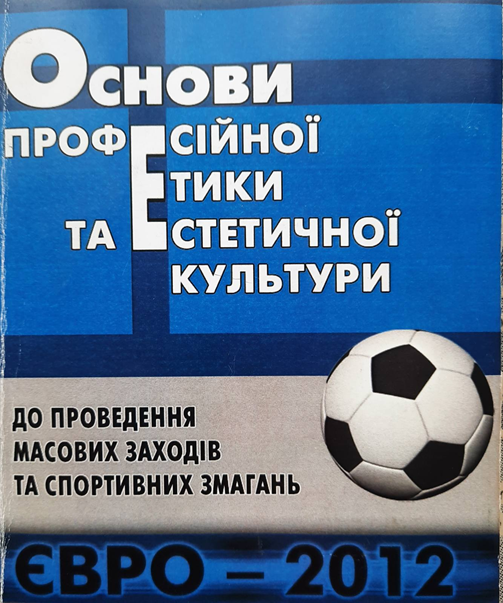 ОСНОВИ
ПРОФЕСІЙНОЇ
ЕТИКИ
ТА ЕСТЕТИЧНОЇ
КУЛЬТУРИ
ДО ПРОВЕДЕННЯ
МАСОВИХ ЗАХОДІВ
ТА СПОРТИВНИХ ЗМАГАНЬ
ЄВРО – 2012